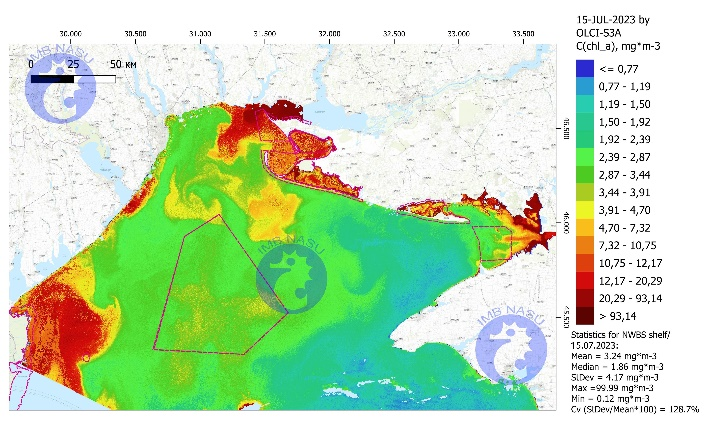 15-JUL-2023 by
OLCI-S3A
C(chl_a), mg*m-3
30.000 30.500 31.000 31.500 32.000 32.500 33.000 33.500
0 25 50 км
IMB NASU
<= 0,77
0,77 - 1,19
1,19 - 1,50
1,50 - 1,92
1,92 - 2,39
2,39 - 2,87
2,87 - 3,44
3,44 - 3,91
3,91 - 4,70
4,70 - 7,32
7,32 - 10,75
10,75 - 12,17
12,17 - 20,29
20,29 - 93,14
> 93,14
46.500
46.000
45.500
IMB NASU
IMB NASU
Statistics for NWBS shelf/
15.07.2023:
Mean = 3.24 mg*m-3
Median = 1.86 mg*m-3
StDev = 4.17 mg*m-3
Max =99.99 mg*m-3
Min = 0.12 mg*m-3
Cv (StDev/Mean*100) = 128.7%